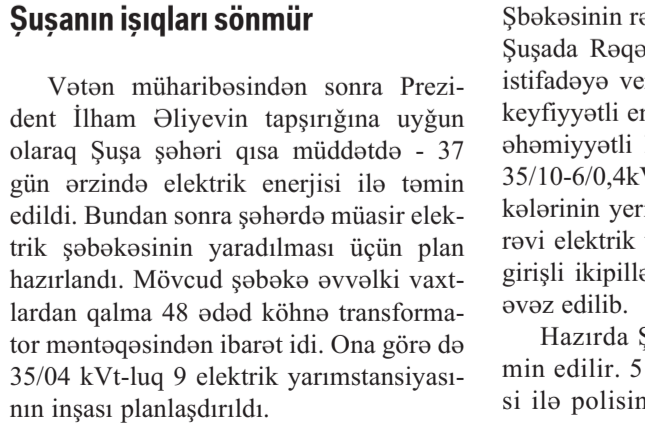 Şuşanın işıqları sönmür
Vətən müharibəsindən sonra Prezi-
dent İlham Əliyevin tapşırığına uyğun
olaraq Şuşa şəhəri qısa müddətdə - 37
gün ərzində elektrik enerjisi ilə təmin
edildi. Bundan sonra şəhərdə müasir elek-
trik şəbəkəsinin yaradılması üçün plan
hazırlandı. Mövcud şəbəkə əvvəlki vaxt-
lardan qalma 48 ədəd köhnə transforma-
tor məntəqəsindən ibarət idi. Ona görə də
35/04 kVt-luq 9 elektrik yarımstansiyası-
nın inşası planlaşdırıldı.
Şbəkəsinin
Şuşada
istifadəyə
keyfiyyətli
əhəmiyyətli
35/10-6/0,4k
kələrinin
rəvi elektrik
girişli
əvəz edilib.
Hazırda
min edilir. 5
si ilə